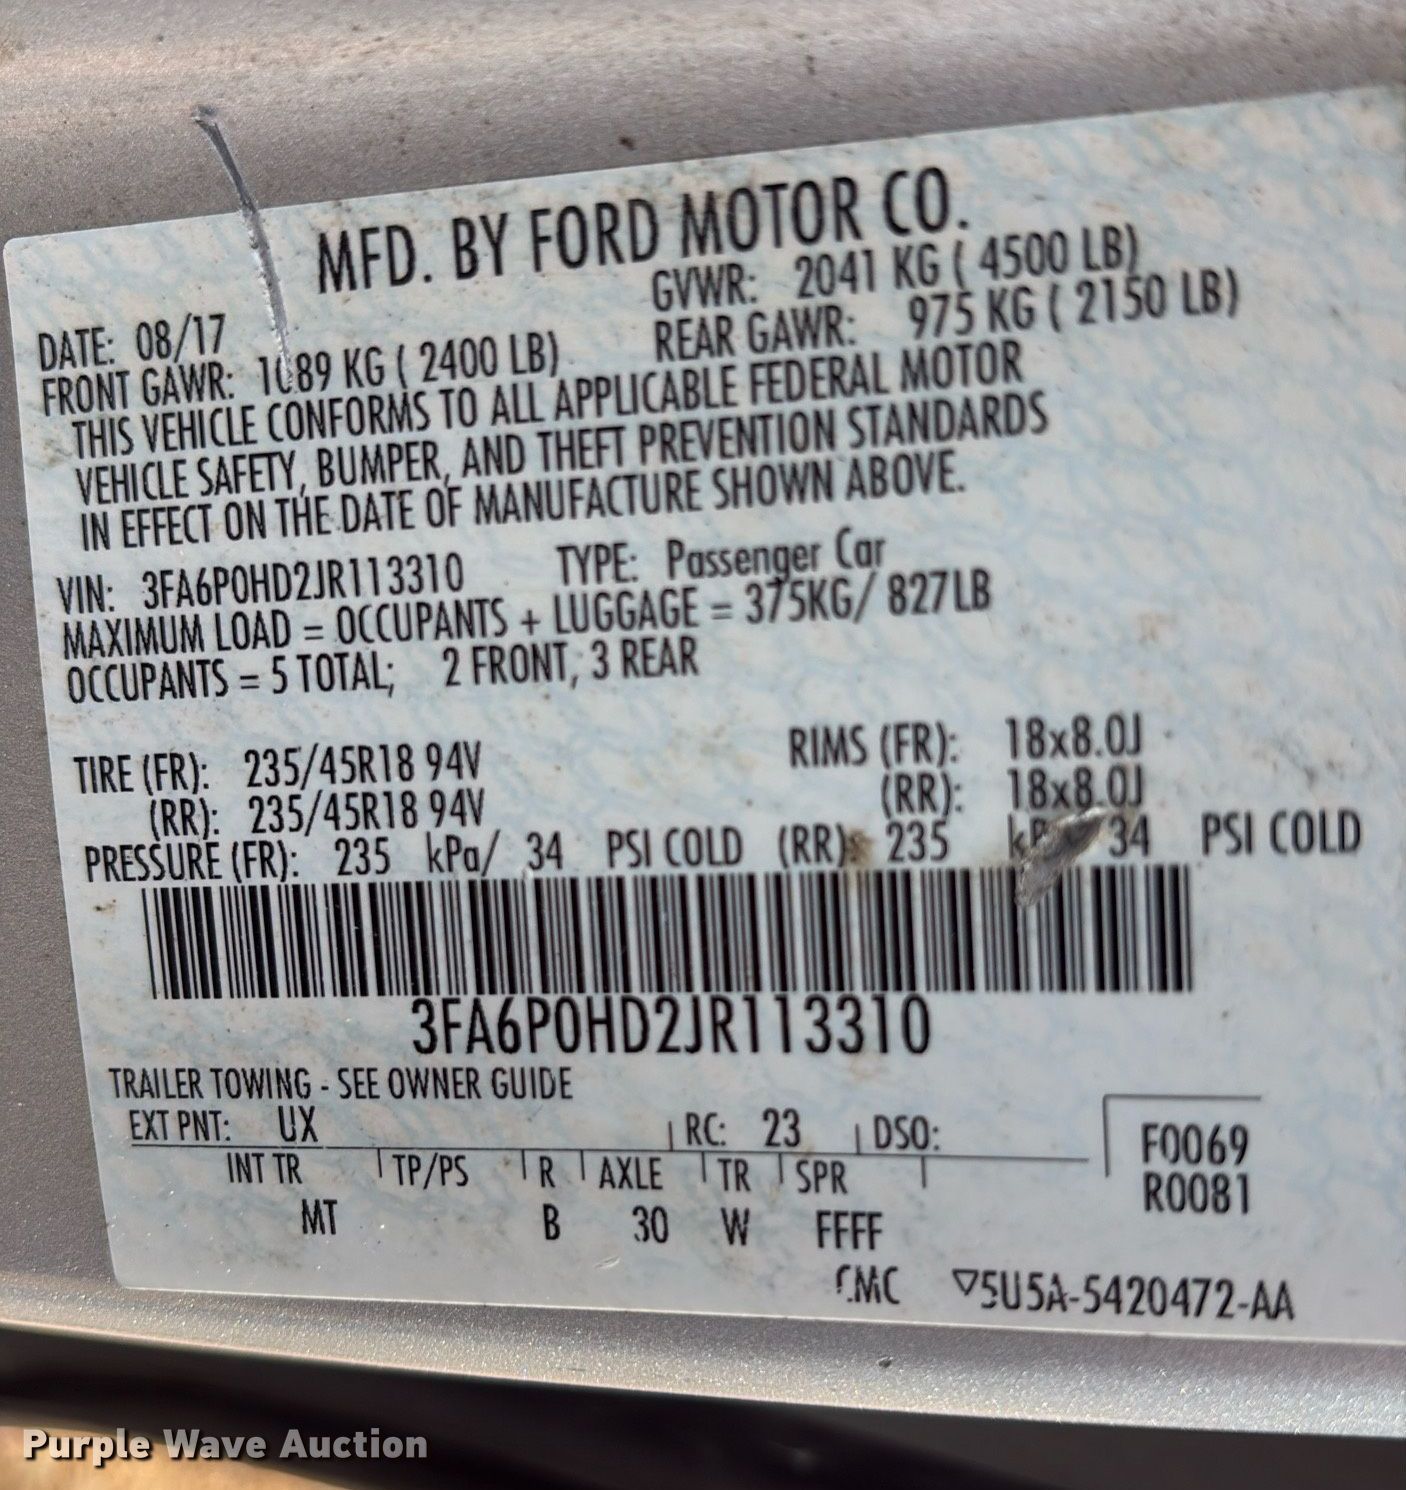 MFD. BY FORD MOTOR CO.
DATE: 08/17 GVWR: 2041 KG ( 4500 LB)
FRONT GAWR: 1089 KG ( 2400 LB) REAR GAWR: 975 KG ( 2150 LB)
THIS VEHICLE CONFORMS TO ALL APPLICABLE FEDERAL MOTOR
VEHICLE SAFETY, BUMPER, AND THEFT PREVENTION STANDARDS
IN EFFECT ON THE DATE OF MANUFACTURE SHOWN ABOVE.
VIN: 3FA6P0HD2JR113310 TYPE: Passenger Car
MAXIMUM LOAD = OCCUPANTS + LUGGAGE = 375KG/ 827LB
OCCUPANTS = 5 TOTAL; 2 FRONT, 3 REAR
TIRE (FR): 235/45R18 94V RIMS (FR): 18x8.0J
(RR): 235/45R18 94V (RR): 18x8.0J
PRESSURE (FR): 235 kPa/ 34 PSI COLD (RR): 235 34 PSI COLD
3FA6P0HD2JR113310
TRAILER TOWING - SEE OWNER GUIDE
EXT PNT: UX RC: 23 DSO:
INT TR TP/PS R AXLE TR SPR
MT B 30 W FFFF
F0069
R0081
CMC ▽5U5A-5420472-AA
Purple Wave Auction